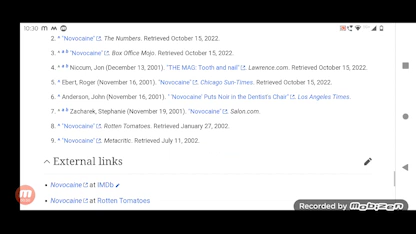 10:30
2. ^ "Novocaine". The Numbers. Retrieved October 15, 2022.
3. ^ a b "Novocaine". Box Office Mojo. Retrieved October 15, 2022.
4. ^ a b Niccum, Jon (December 13, 2001). "THE MAG: Tooth and nail". Lawrence.com. Retrieved October 15, 2022.
5. ^ Ebert, Roger (November 16, 2001). "Novocaine". Chicago Sun-Times. Retrieved October 15, 2022.
6. ^ Anderson, John (November 16, 2001). "'Novocaine' Puts Noir in the Dentist's Chair". Los Angeles Times.
7. ^ a b Zacharek, Stephanie (November 19, 2001). "Novocaine". Salon.com.
8. ^ "Novocaine". Rotten Tomatoes. Retrieved January 27, 2002.
9. ^ "Novocaine". Metacritic. Retrieved July 11, 2002.
External links
• Novocaine at IMDb
• Novocaine at Rotten Tomatoes
Recorded by MOBIZEN